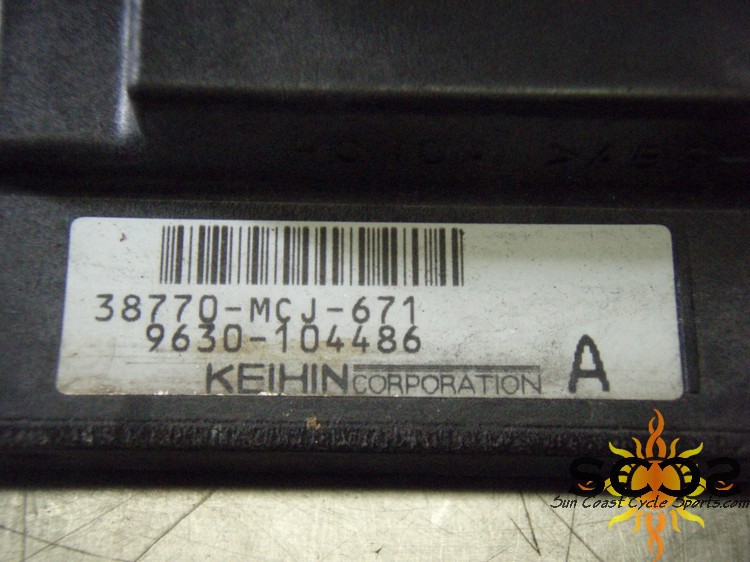 38770-MCJ-671
9630-104486
KEIHIN CORPORATION
A
Sun Coast Cycle Sports.com